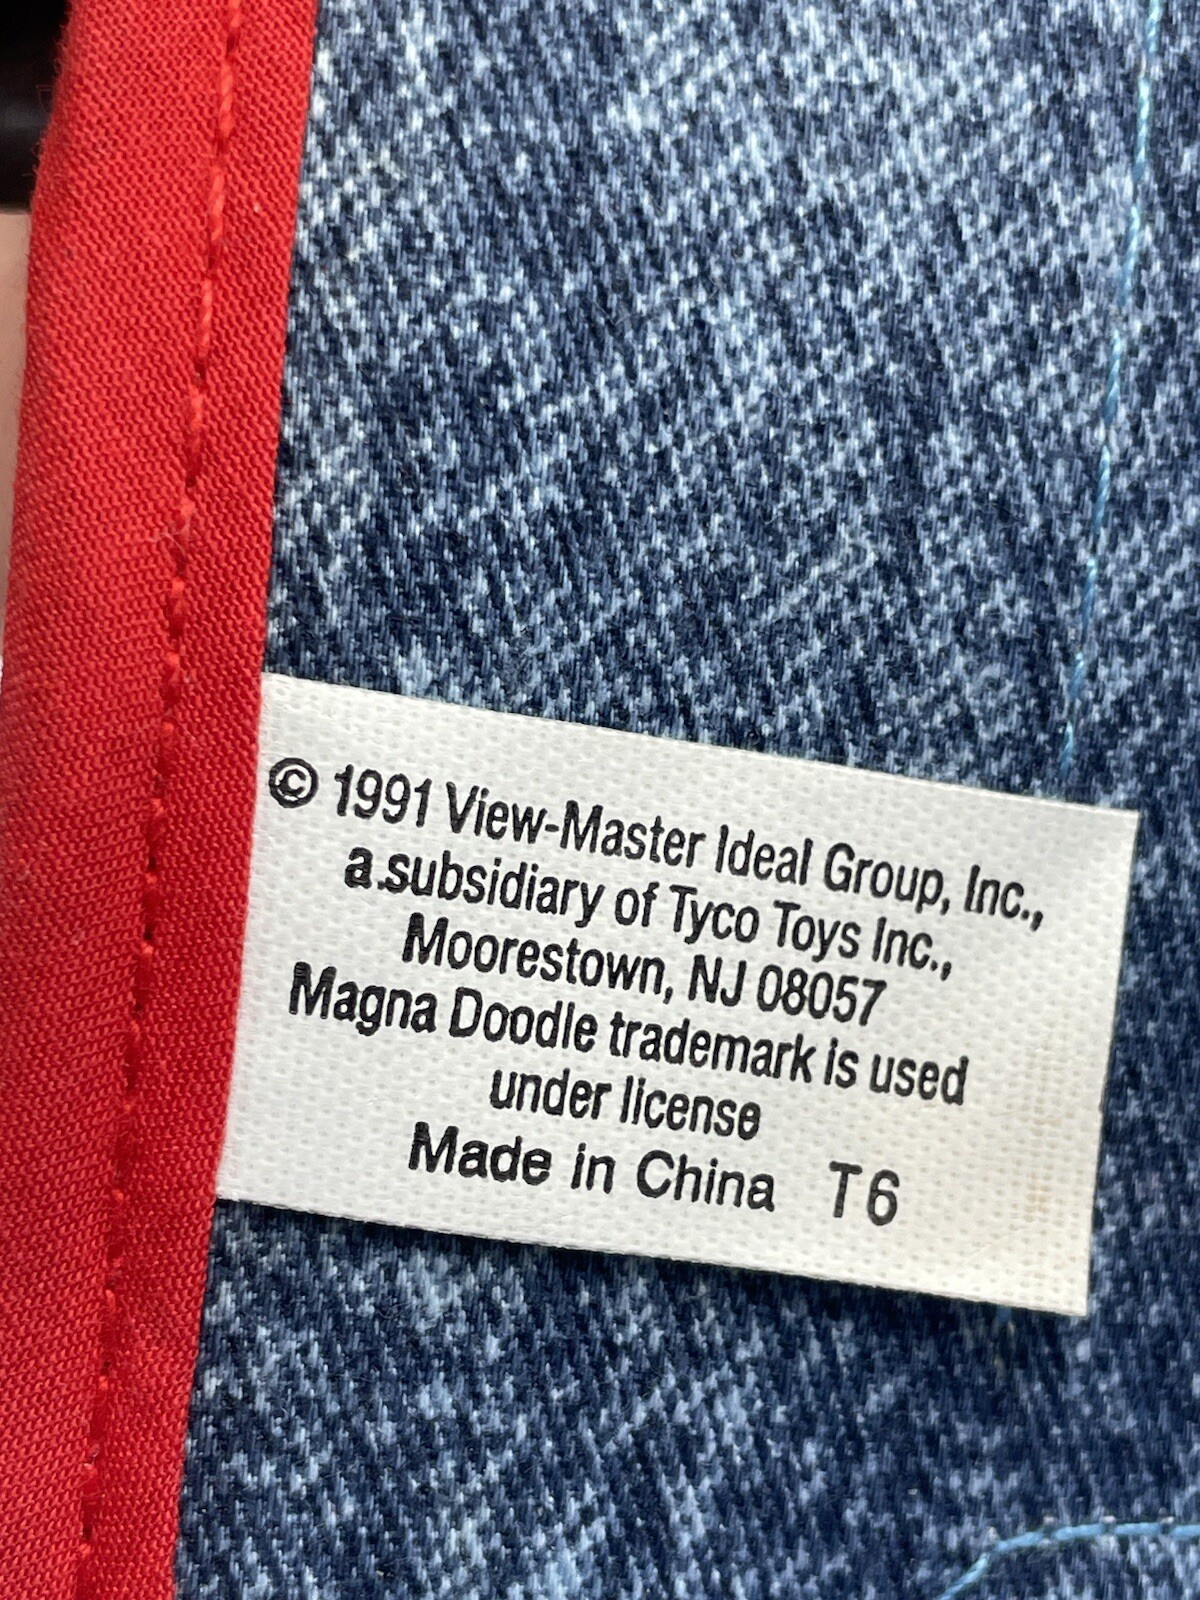 © 1991 View-Master Ideal Group, Inc.,
a subsidiary of Tyco Toys Inc.,
Moorestown, NJ 08057
Magna Doodle trademark is used
under license
Made in China T6